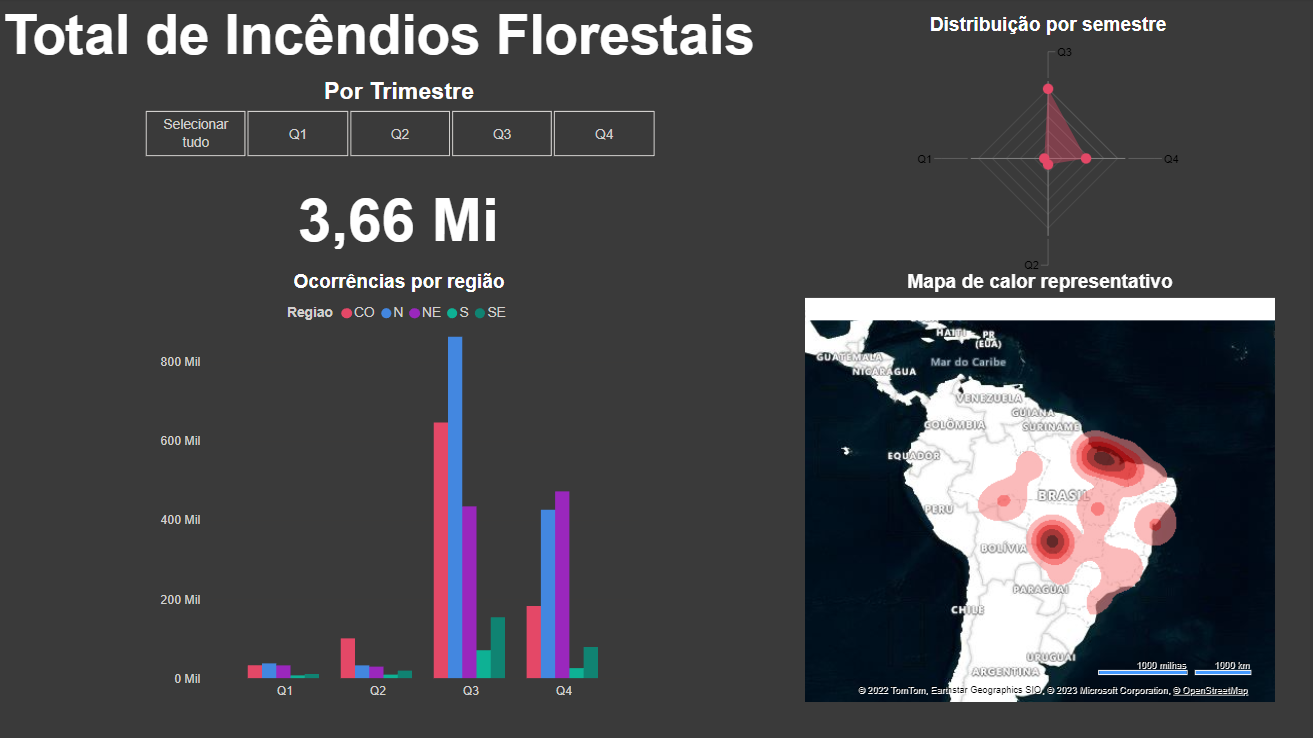 Total de Incêndios Florestais
Por Trimestre
Selecionar
tudo
Q1
Q2
Q3
Q4
3,66 Mi
Ocorrências por região
Regiao CO N NE S SE
800 Mil
600 Mil
400 Mil
200 Mil
0 Mil
Q1
Q2
Q3
Q4
Distribuição por semestre
Q3
Q1
Q4
Q2
Mapa de calor representativo
HAITI
PR
(EUA)
GUATEMALA
Mar do Caribe
NICARAGUA
VENEZUELA
GUIANA
COLÔMBIA
SURINAME
EQUADOR
BRASIL
PERU
BOLÍVIA
PARAGUAI
CHILE
URUGUAI
ARGENTINA
1000 milhas
1000 km
© 2022 TomTom, Earthstar Geographics SIO, © 2023 Microsoft Corporation, © OpenStreetMap